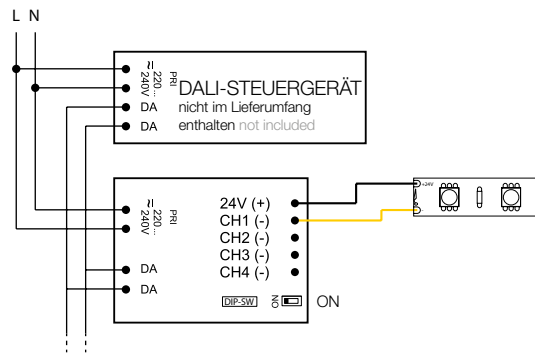 L N
≂ 220...
240V
PRI
DALI-STEUERGERÄT
nicht im Lieferumfang
enthalten not included
DA
DA
≂ 220...
240V
PRI
24V (+)
CH1 (-)
CH2 (-)
CH3 (-)
CH4 (-)
DA
DA
DIP-SW
ON
ON
+24V